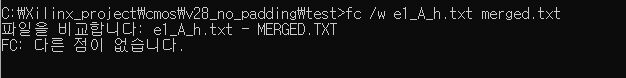 C:₩Xilinx_project₩cmos₩v28_no_padding₩test>fc /w e1_A_h.txt merged.txt
파일을 비교합니다: e1_A_h.txt - MERGED.TXT
FC: 다른 점이 없습니다.